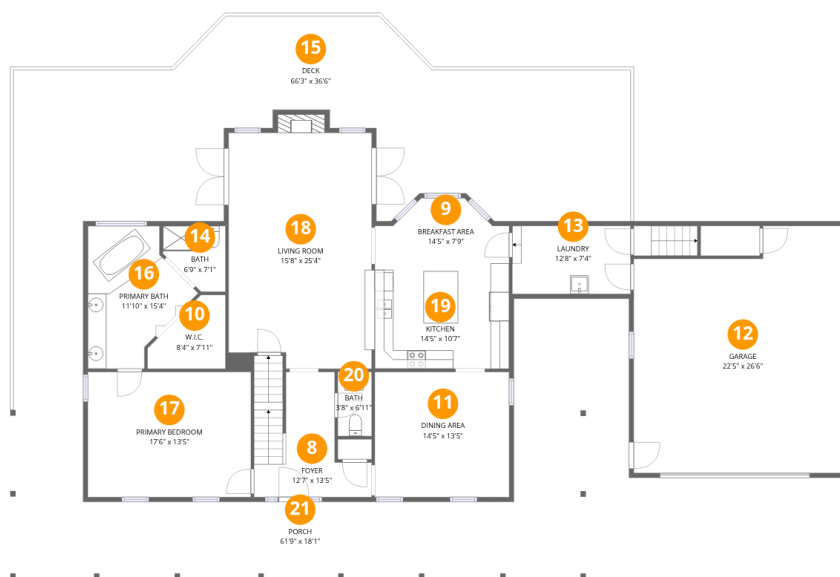 15
DECK
66'3" x 36'6"
9
BREAKFAST AREA
14'5" x 7'9"
13
LAUNDRY
12'8" x 7'4"
14
BATH
6'9" x 7'1"
18
LIVING ROOM
15'8" x 25'4"
16
PRIMARY BATH
11'10" x 15'4"
10
W.I.C.
8'4" x 7'11"
19
KITCHEN
14'5" x 10'7"
12
GARAGE
22'5" x 26'6"
20
BATH
3'8" x 6'11"
17
PRIMARY BEDROOM
17'6" x 13'5"
11
DINING AREA
14'5" x 13'5"
8
FOYER
12'7" x 13'5"
21
PORCH
61'9" x 18'1"